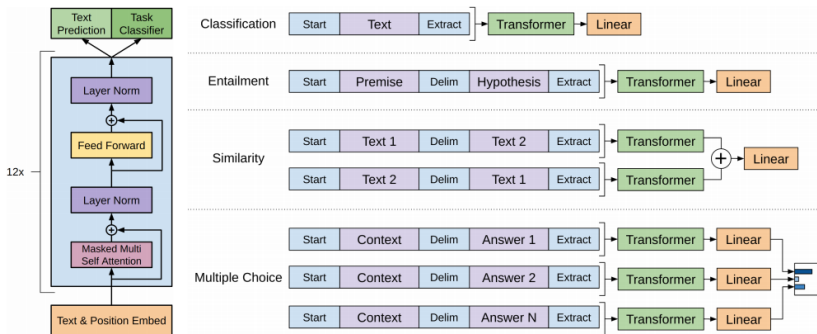 Text Prediction
Task Classifier
Layer Norm
Feed Forward
12x
Layer Norm
Masked Multi Self Attention
Text & Position Embed
Classification
Start Text Extract Transformer Linear
Entailment
Start Premise Delim Hypothesis Extract Transformer Linear
Similarity
Start Text 1 Delim Text 2 Extract Transformer
Linear
Start Text 2 Delim Text 1 Extract Transformer
Multiple Choice
Start Context Delim Answer 1 Extract Transformer Linear
Start Context Delim Answer 2 Extract Transformer Linear
Start Context Delim Answer N Extract Transformer Linear